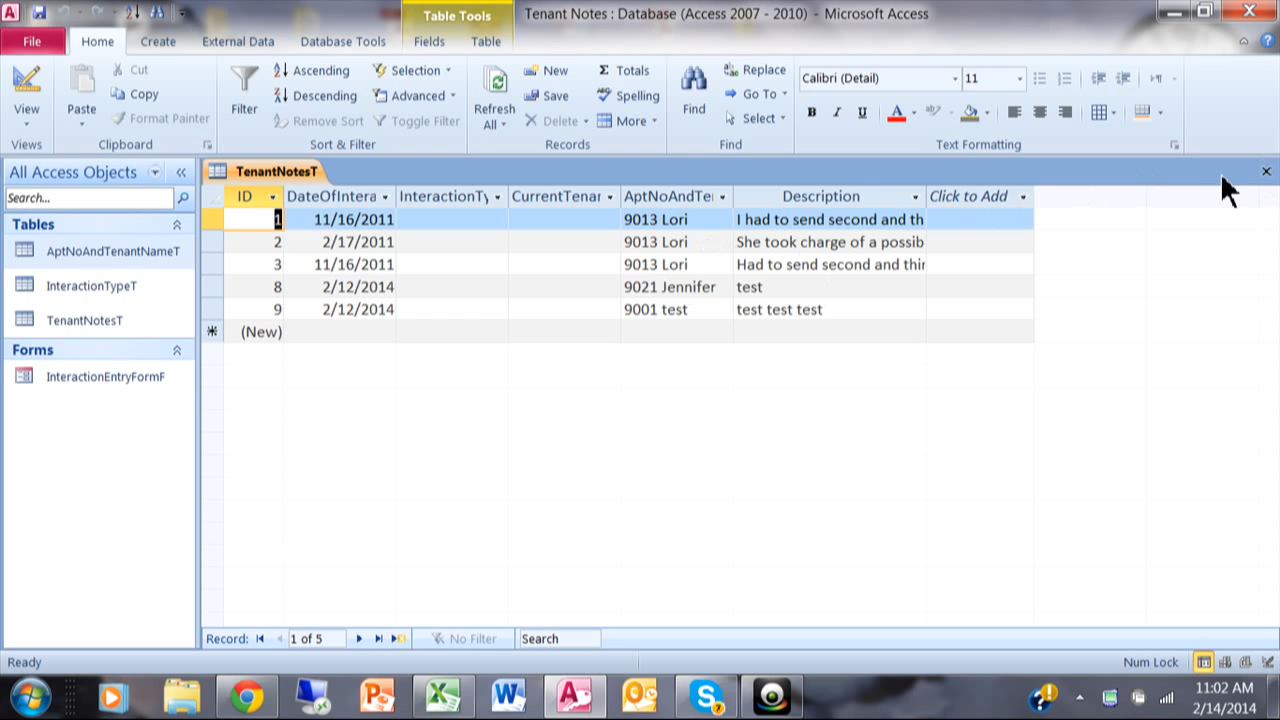 Table Tools
Tenant Notes : Database (Access 2007 - 2010) - Microsoft Access
File Home Create External Data Database Tools Fields Table
View
Views
Paste
Cut
Copy
Format Painter
Clipboard
Filter
Ascending
Descending
Remove Sort
Selection
Advanced
Toggle Filter
Sort & Filter
Refresh
All
New
Save
Delete
Totals
Spelling
More
Records
Find
Replace
Go To
Select
Find
Calibri (Detail) 11
B I U A
Text Formatting
All Access Objects
Search...
Tables
AptNoAndTenantNameT
InteractionTypeT
TenantNotesT
Forms
InteractionEntryFormF
TenantNotesT
ID DateOfIntera InteractionTy CurrentTenar AptNoAndTer Description Click to Add
1 11/16/2011 9013 Lori I had to send second and th
2 2/17/2011 9013 Lori She took charge of a possib
3 11/16/2011 9013 Lori Had to send second and thir
8 2/12/2014 9021 Jennifer test
9 2/12/2014 9001 test test test test
(New)
Record: 1 of 5 No Filter Search
Ready Num Lock
11:02 AM
2/14/2014